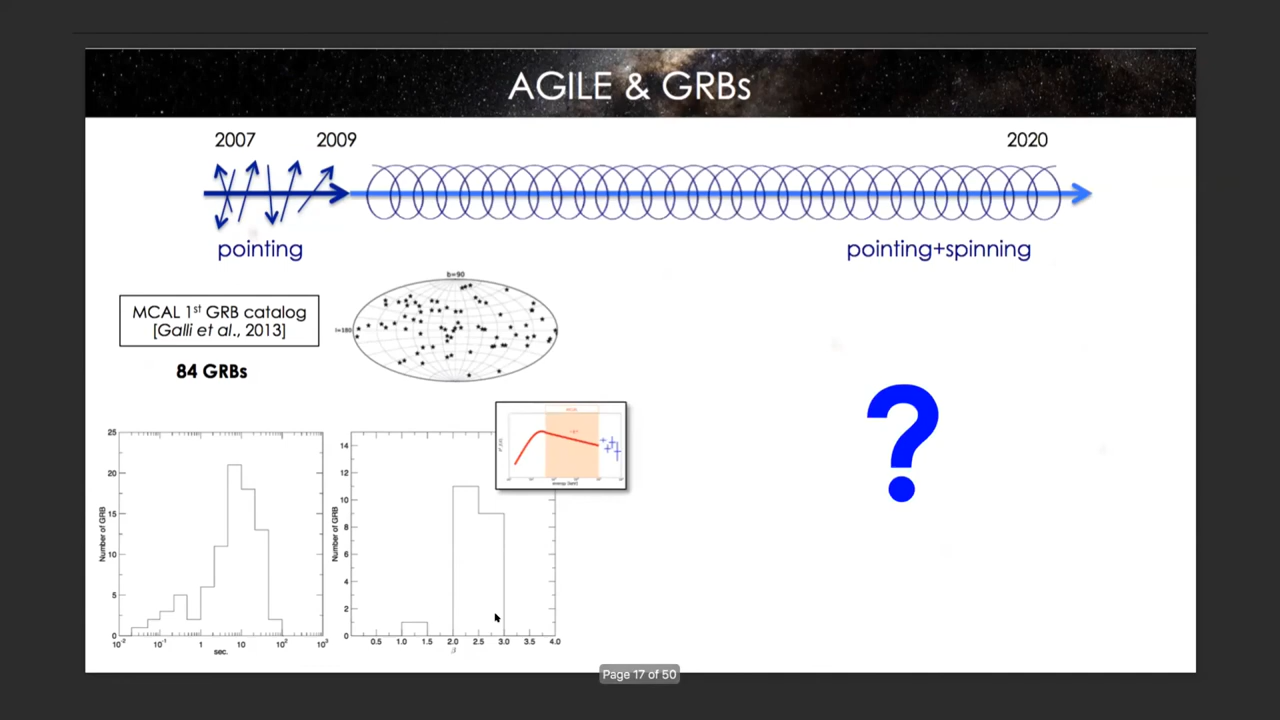 AGILE & GRBs
2007
2009
2020
pointing
pointing+spinning
MCAL 1st GRB catalog
[Galli et al., 2013]
84 GRBs
b=90
l=180
25
20
15
10
5
0
Number of GRB
10-2
10-1
1
10
102
103
sec.
14
12
10
8
6
4
2
0
Number of GRB
0.5
1.0
1.5
2.0
2.5
3.0
3.5
4.0
β
energy (keV)
?
Page 17 of 50